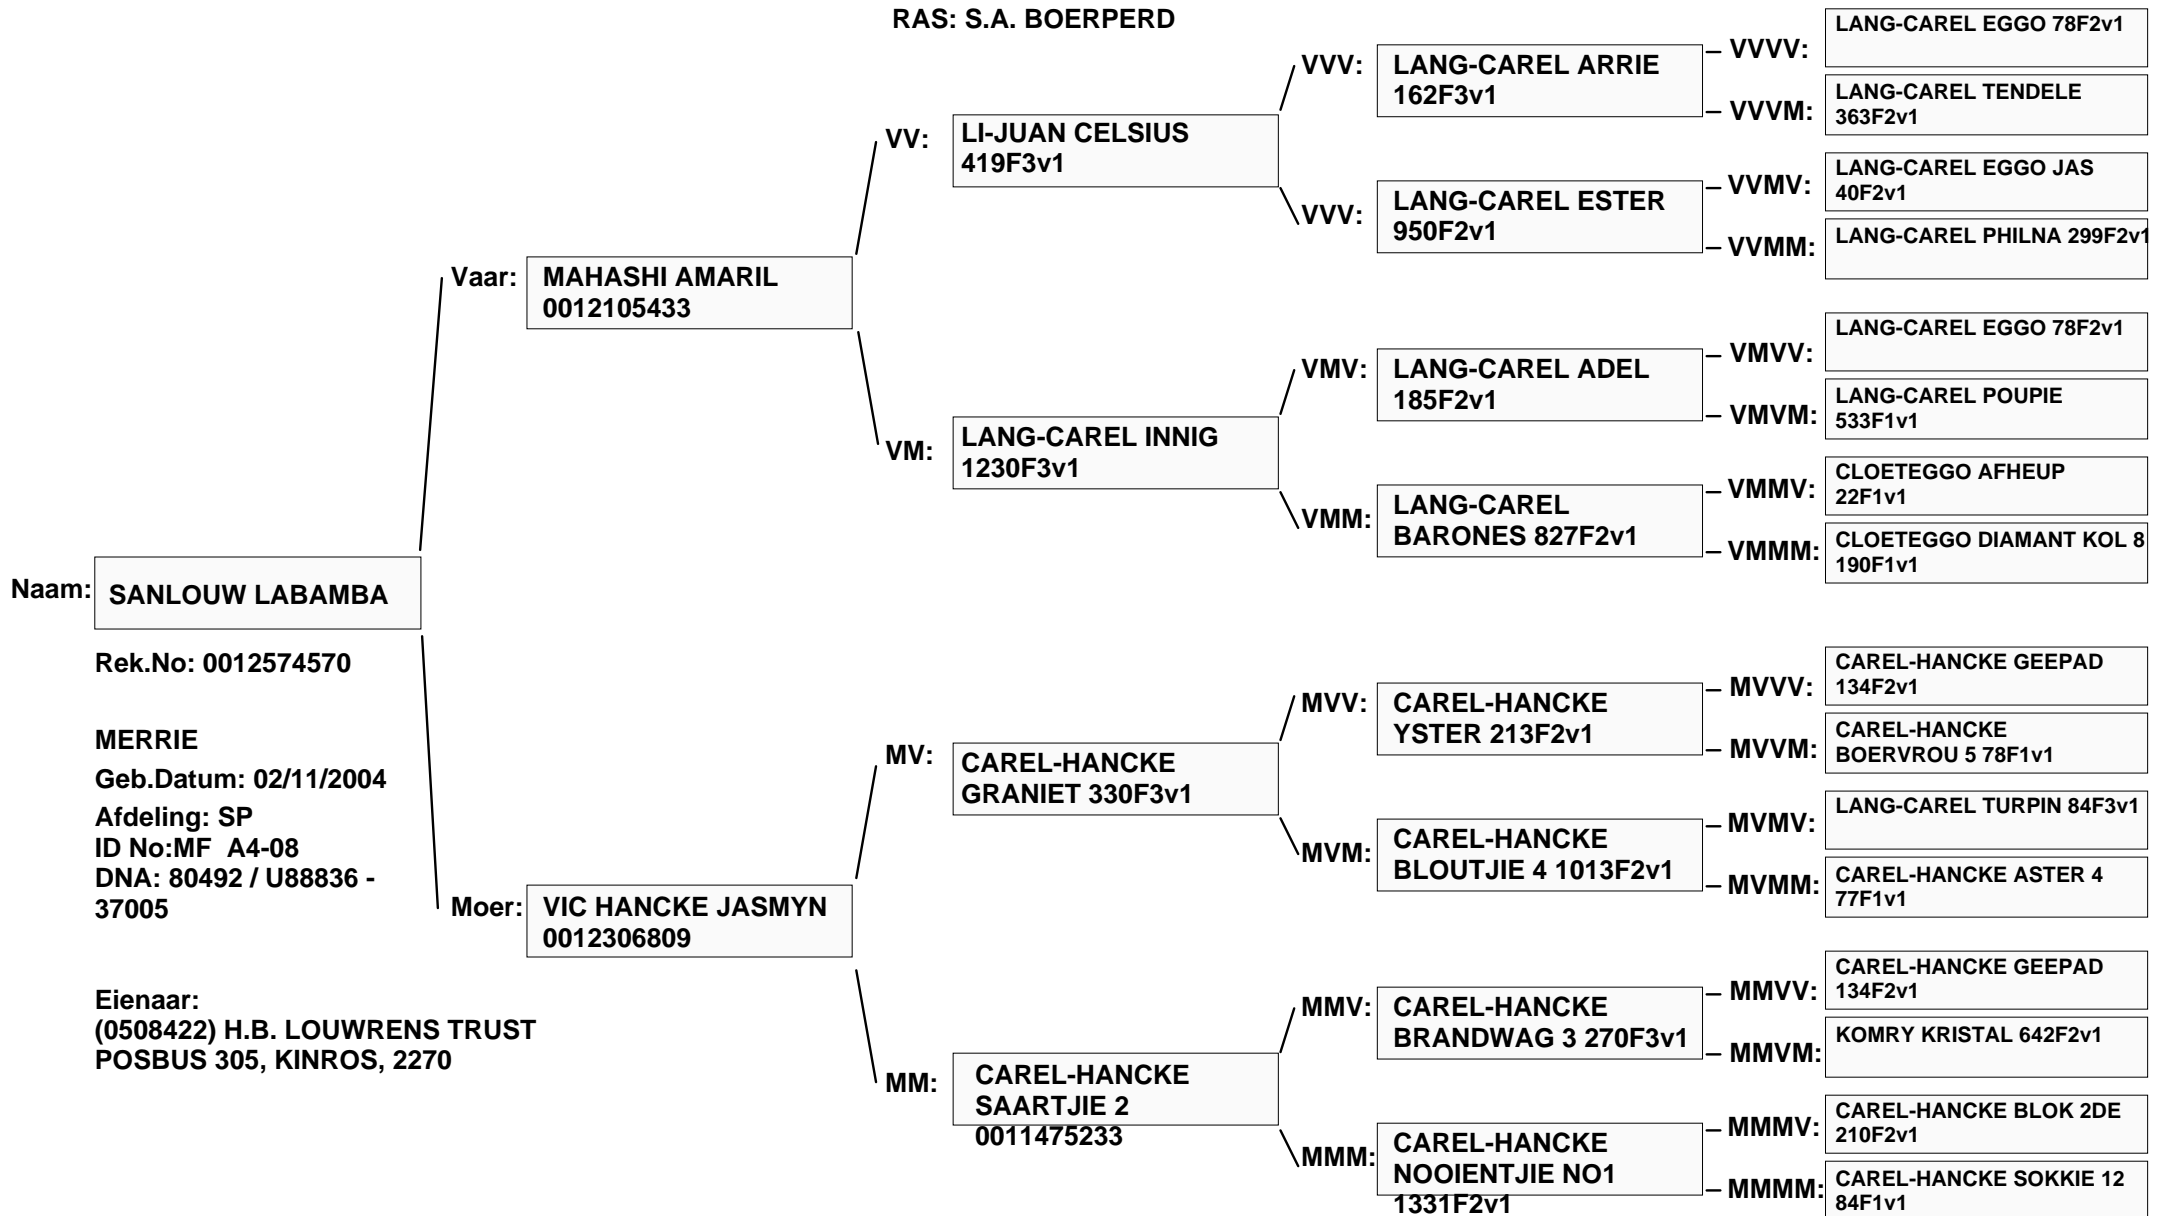 RAS: S.A. BOERPERD
Naam:
SANLOUW LABAMBA
Rek.No: 0012574570
MERRIE
Geb.Datum: 02/11/2004
Afdeling: SP
ID No:MF A4-08
DNA: 80492 / U88836 -
37005
Eienaar:
(0508422) H.B. LOUWRENS TRUST
POSBUS 305, KINROS, 2270
Vaar:
MAHASHI AMARIL
0012105433
Moer:
VIC HANCKE JASMYN
0012306809
VV:
LI-JUAN CELSIUS
419F3v1
VM:
LANG-CAREL INNIG
1230F3v1
MV:
CAREL-HANCKE
GRANIET 330F3v1
MM:
CAREL-HANCKE
SAARTJIE 2
0011475233
VVV:
LANG-CAREL ARRIE
162F3v1
VVV:
LANG-CAREL ESTER
950F2v1
VMV:
LANG-CAREL ADEL
185F2v1
VMM:
LANG-CAREL
BARONES 827F2v1
MVV:
CAREL-HANCKE
YSTER 213F2v1
MVM:
CAREL-HANCKE
BLOUTJIE 4 1013F2v1
MMV:
CAREL-HANCKE
BRANDWAG 3 270F3v1
MMM:
CAREL-HANCKE
NOOIENTJIE NO1
1331F2v1
VVVV:
LANG-CAREL EGGO 78F2v1
VVVM:
LANG-CAREL TENDELE
363F2v1
VVMV:
LANG-CAREL EGGO JAS
40F2v1
VVMM:
LANG-CAREL PHILNA 299F2v1
VMVV:
LANG-CAREL EGGO 78F2v1
VMVM:
LANG-CAREL POUPIE
533F1v1
VMMV:
CLOETEGGO AFHEUP
22F1v1
VMMM:
CLOETEGGO DIAMANT KOL 8
190F1v1
MVVV:
CAREL-HANCKE GEEPAD
134F2v1
MVVM:
CAREL-HANCKE
BOERVROU 5 78F1v1
MVMV:
LANG-CAREL TURPIN 84F3v1
MVMM:
CAREL-HANCKE ASTER 4
77F1v1
MMVV:
CAREL-HANCKE GEEPAD
134F2v1
MMVM:
KOMRY KRISTAL 642F2v1
MMMV:
CAREL-HANCKE BLOK 2DE
210F2v1
MMMM:
CAREL-HANCKE SOKKIE 12
84F1v1